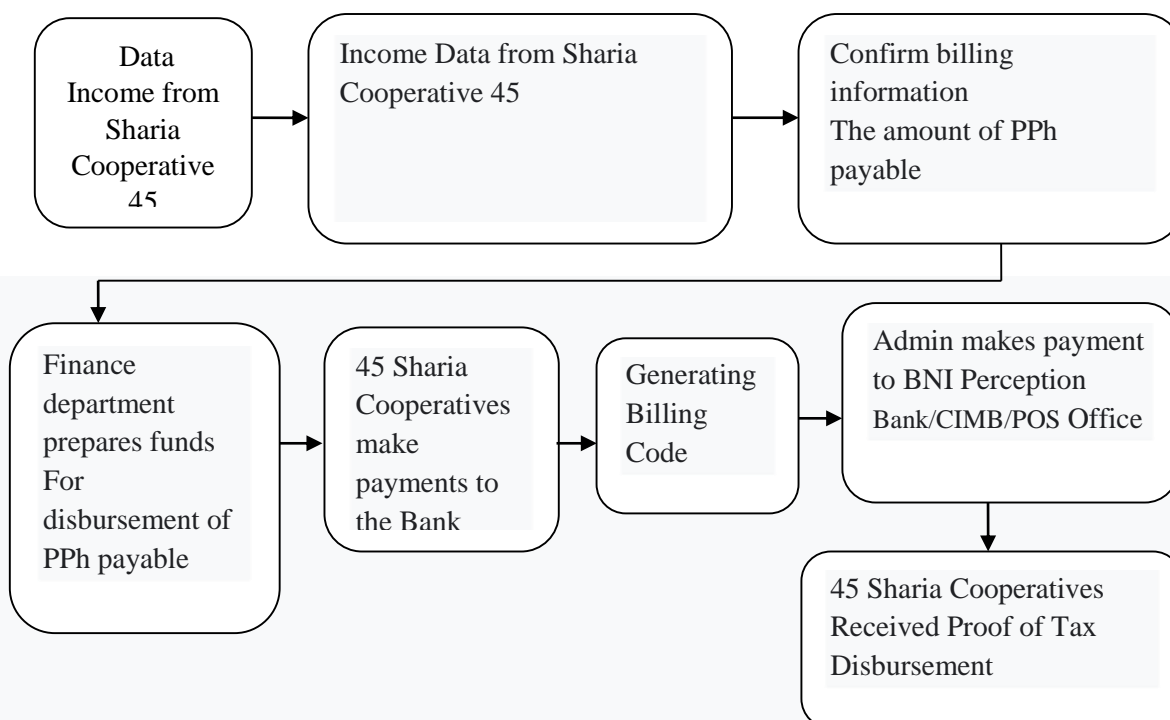 Data
Income from
Sharia
Cooperative
45
Income Data from Sharia
Cooperative 45
Confirm billing
information
The amount of PPh
payable
Finance
department
prepares funds
For
disbursement of
PPh payable
45 Sharia
Cooperatives
make
payments to
the Bank
Generating
Billing
Code
Admin makes payment
to BNI Perception
Bank/CIMB/POS Office
45 Sharia Cooperatives
Received Proof of Tax
Disbursement